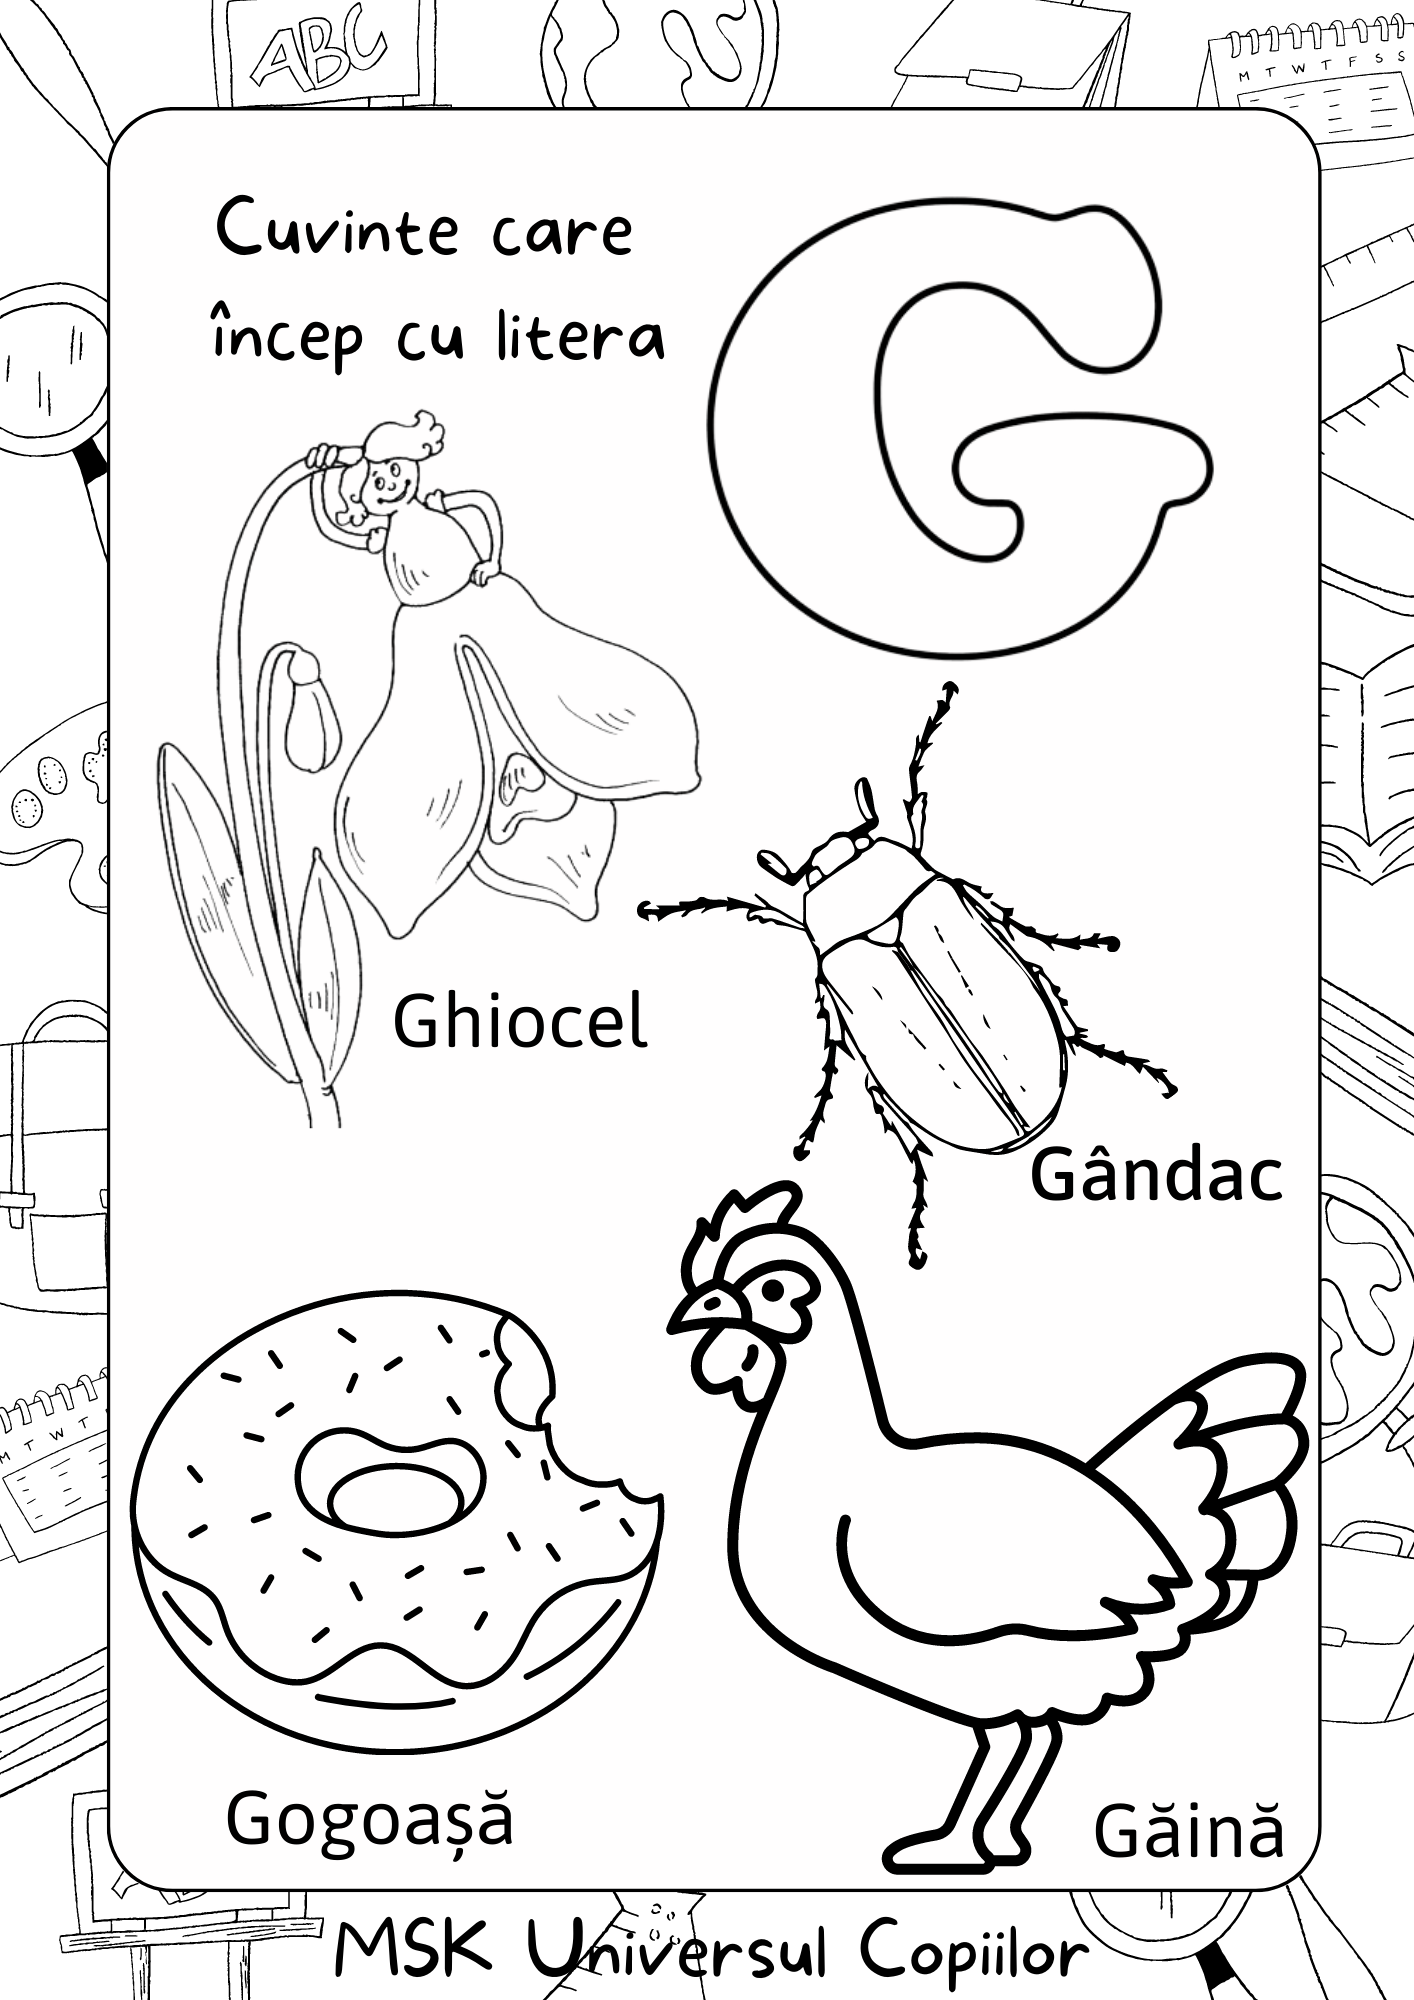 ABC
M T W T F S S
Cuvinte care
încep cu litera
G
Ghiocel
Gândac
M T W T
Gogoașă
Găină
MSK Universul Copiilor